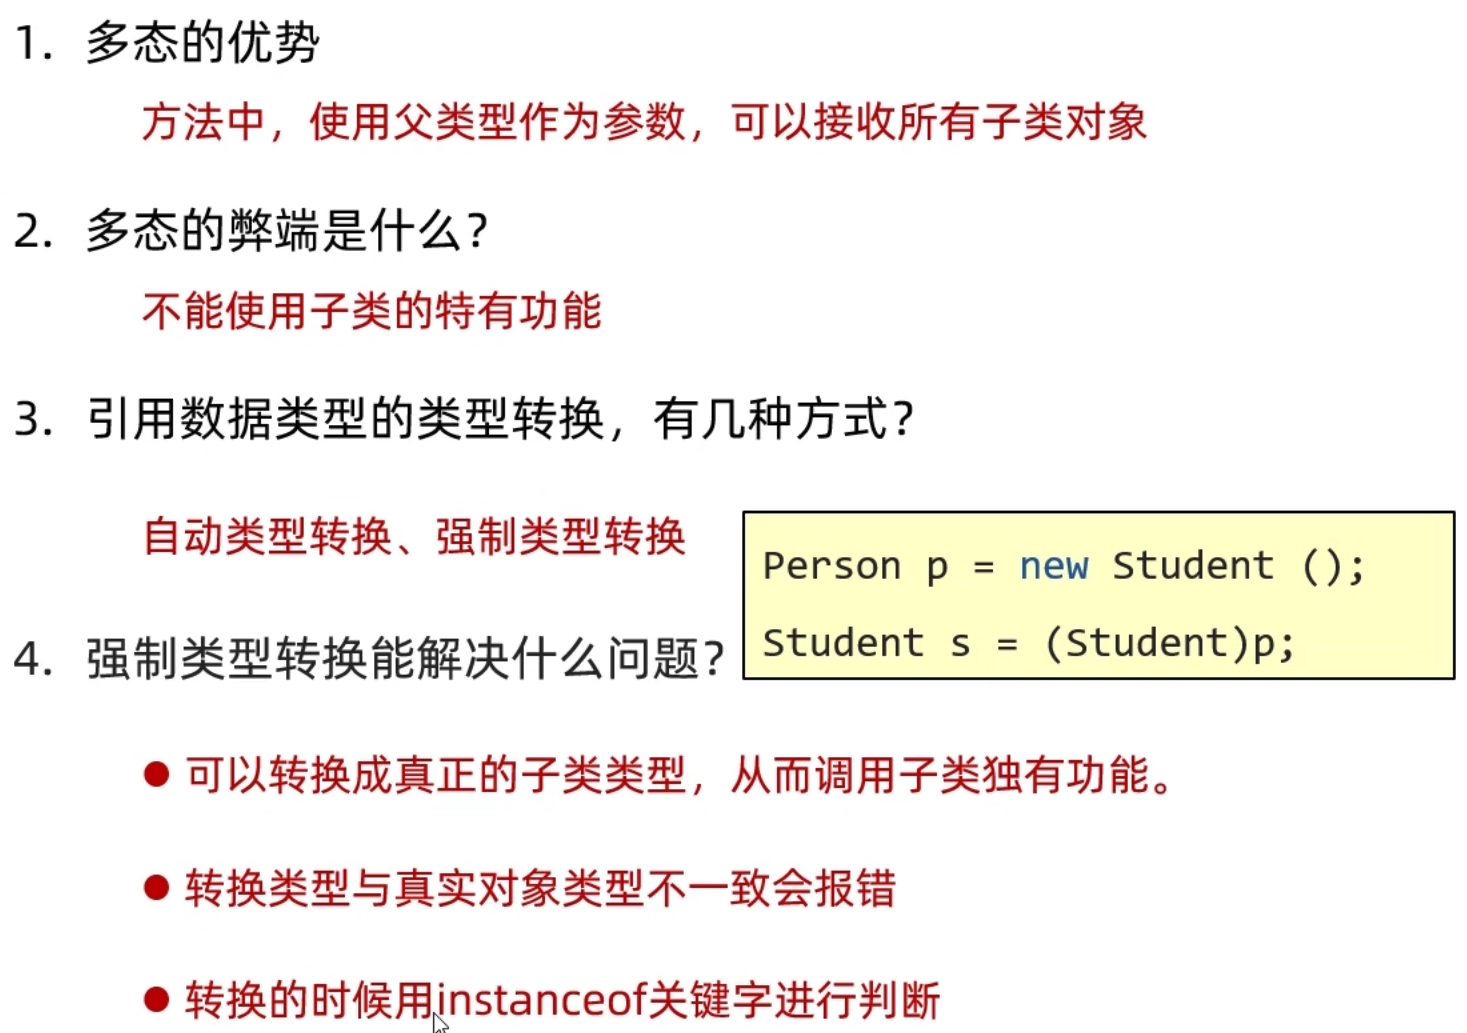 1. 多态的优势
方法中，使用父类型作为参数，可以接收所有子类对象
2. 多态的弊端是什么？
不能使用子类的特有功能
3. 引用数据类型的类型转换，有几种方式？
自动类型转换、强制类型转换
Person p = new Student ();
Student s = (Student)p;
4. 强制类型转换能解决什么问题？
● 可以转换成真正的子类类型，从而调用子类独有功能。
● 转换类型与真实对象类型不一致会报错
● 转换的时候用instanceof关键字进行判断